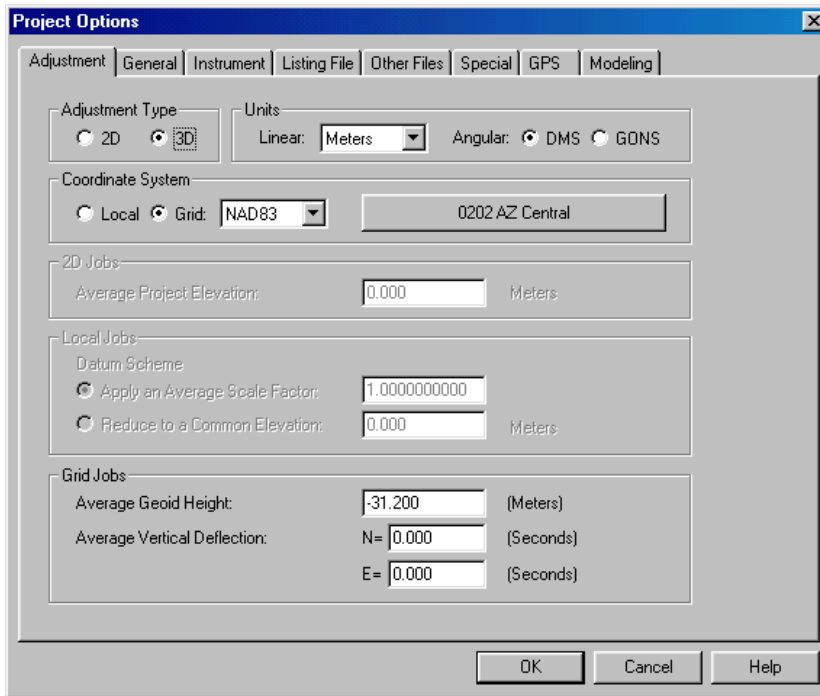 Project Options
Adjustment General Instrument Listing File Other Files Special GPS Modeling
Adjustment Type
2D 3D
Units
Linear: Meters Angular: DMS GONS
Coordinate System
Local Grid: NAD83 0202 AZ Central
2D Jobs
Average Project Elevation: 0.000 Meters
Local Jobs
Datum Scheme
Apply an Average Scale Factor: 1.0000000000
Reduce to a Common Elevation: 0.000 Meters
Grid Jobs
Average Geoid Height: -31.200 (Meters)
Average Vertical Deflection: N= 0.000 (Seconds)
E= 0.000 (Seconds)
OK Cancel Help